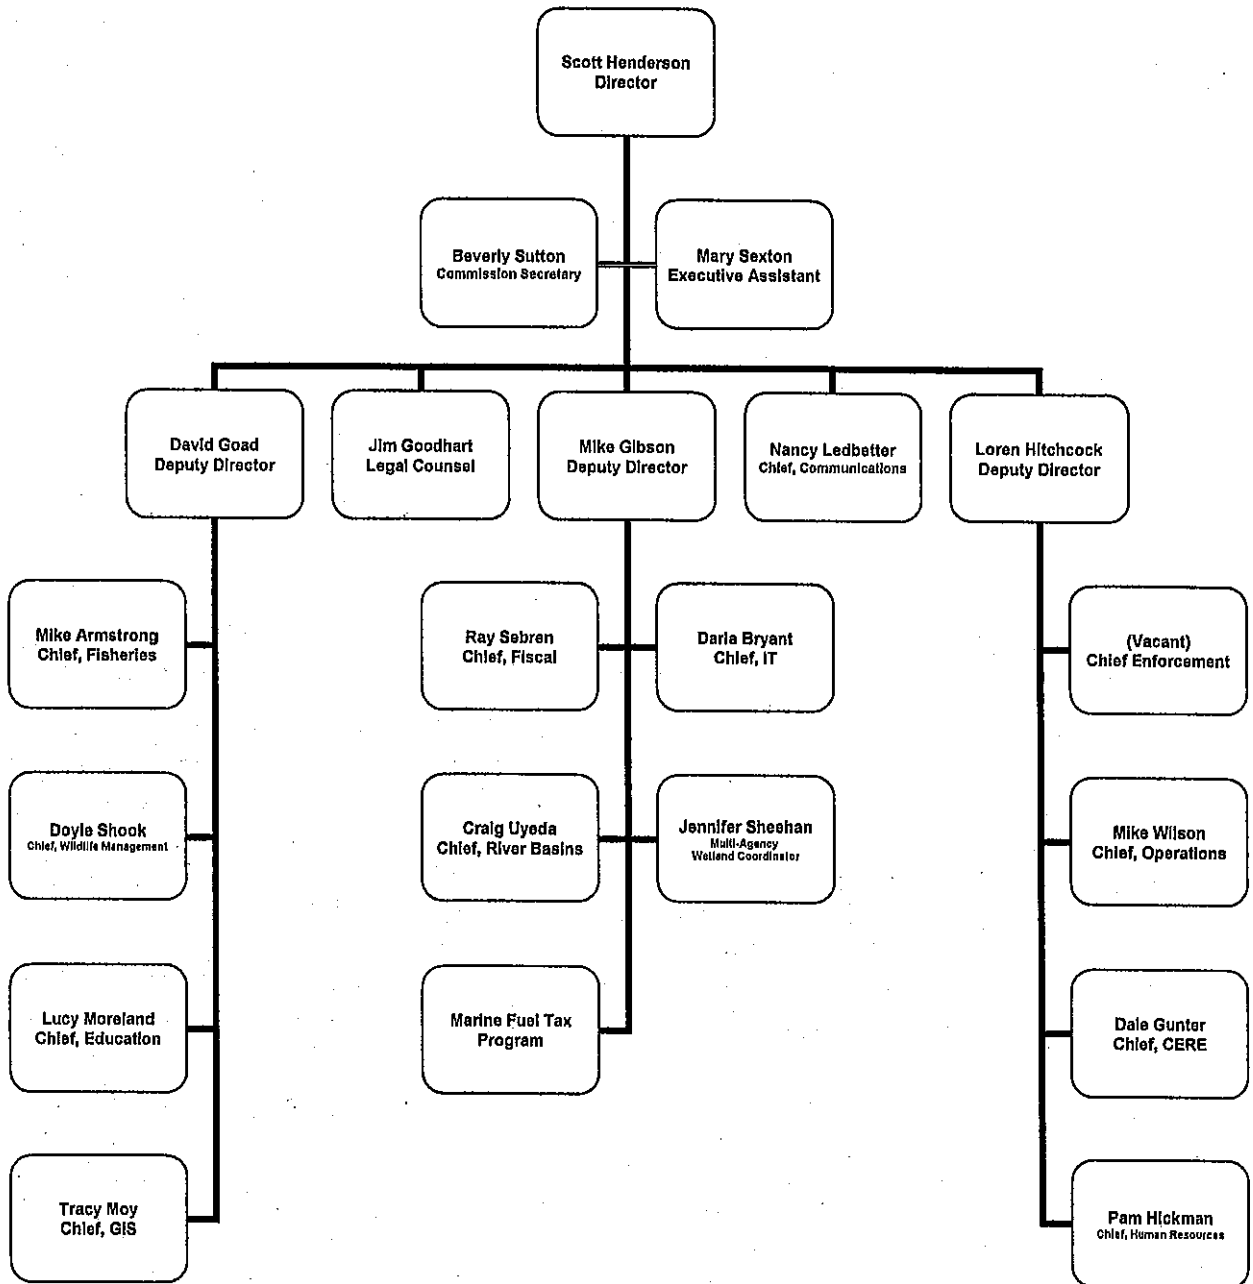 Scott Henderson
Director
Beverly Sutton
Commission Secretary
Mary Sexton
Executive Assistant
David Goad
Deputy Director
Jim Goodhart
Legal Counsel
Mike Gibson
Deputy Director
Nancy Ledbetter
Chief, Communications
Loren Hitchcock
Deputy Director
Mike Armstrong
Chief, Fisheries
Ray Sebren
Chief, Fiscal
Darla Bryant
Chief, IT
(Vacant)
Chief Enforcement
Doyle Shook
Chief, Wildlife Management
Craig Uyeda
Chief, River Basins
Jennifer Sheehan
Multi-Agency
Wetland Coordinator
Mike Wilson
Chief, Operations
Lucy Moreland
Chief, Education
Marine Fuel Tax
Program
Dale Gunter
Chief, CERE
Tracy Moy
Chief, GIS
Pam Hickman
Chief, Human Resources